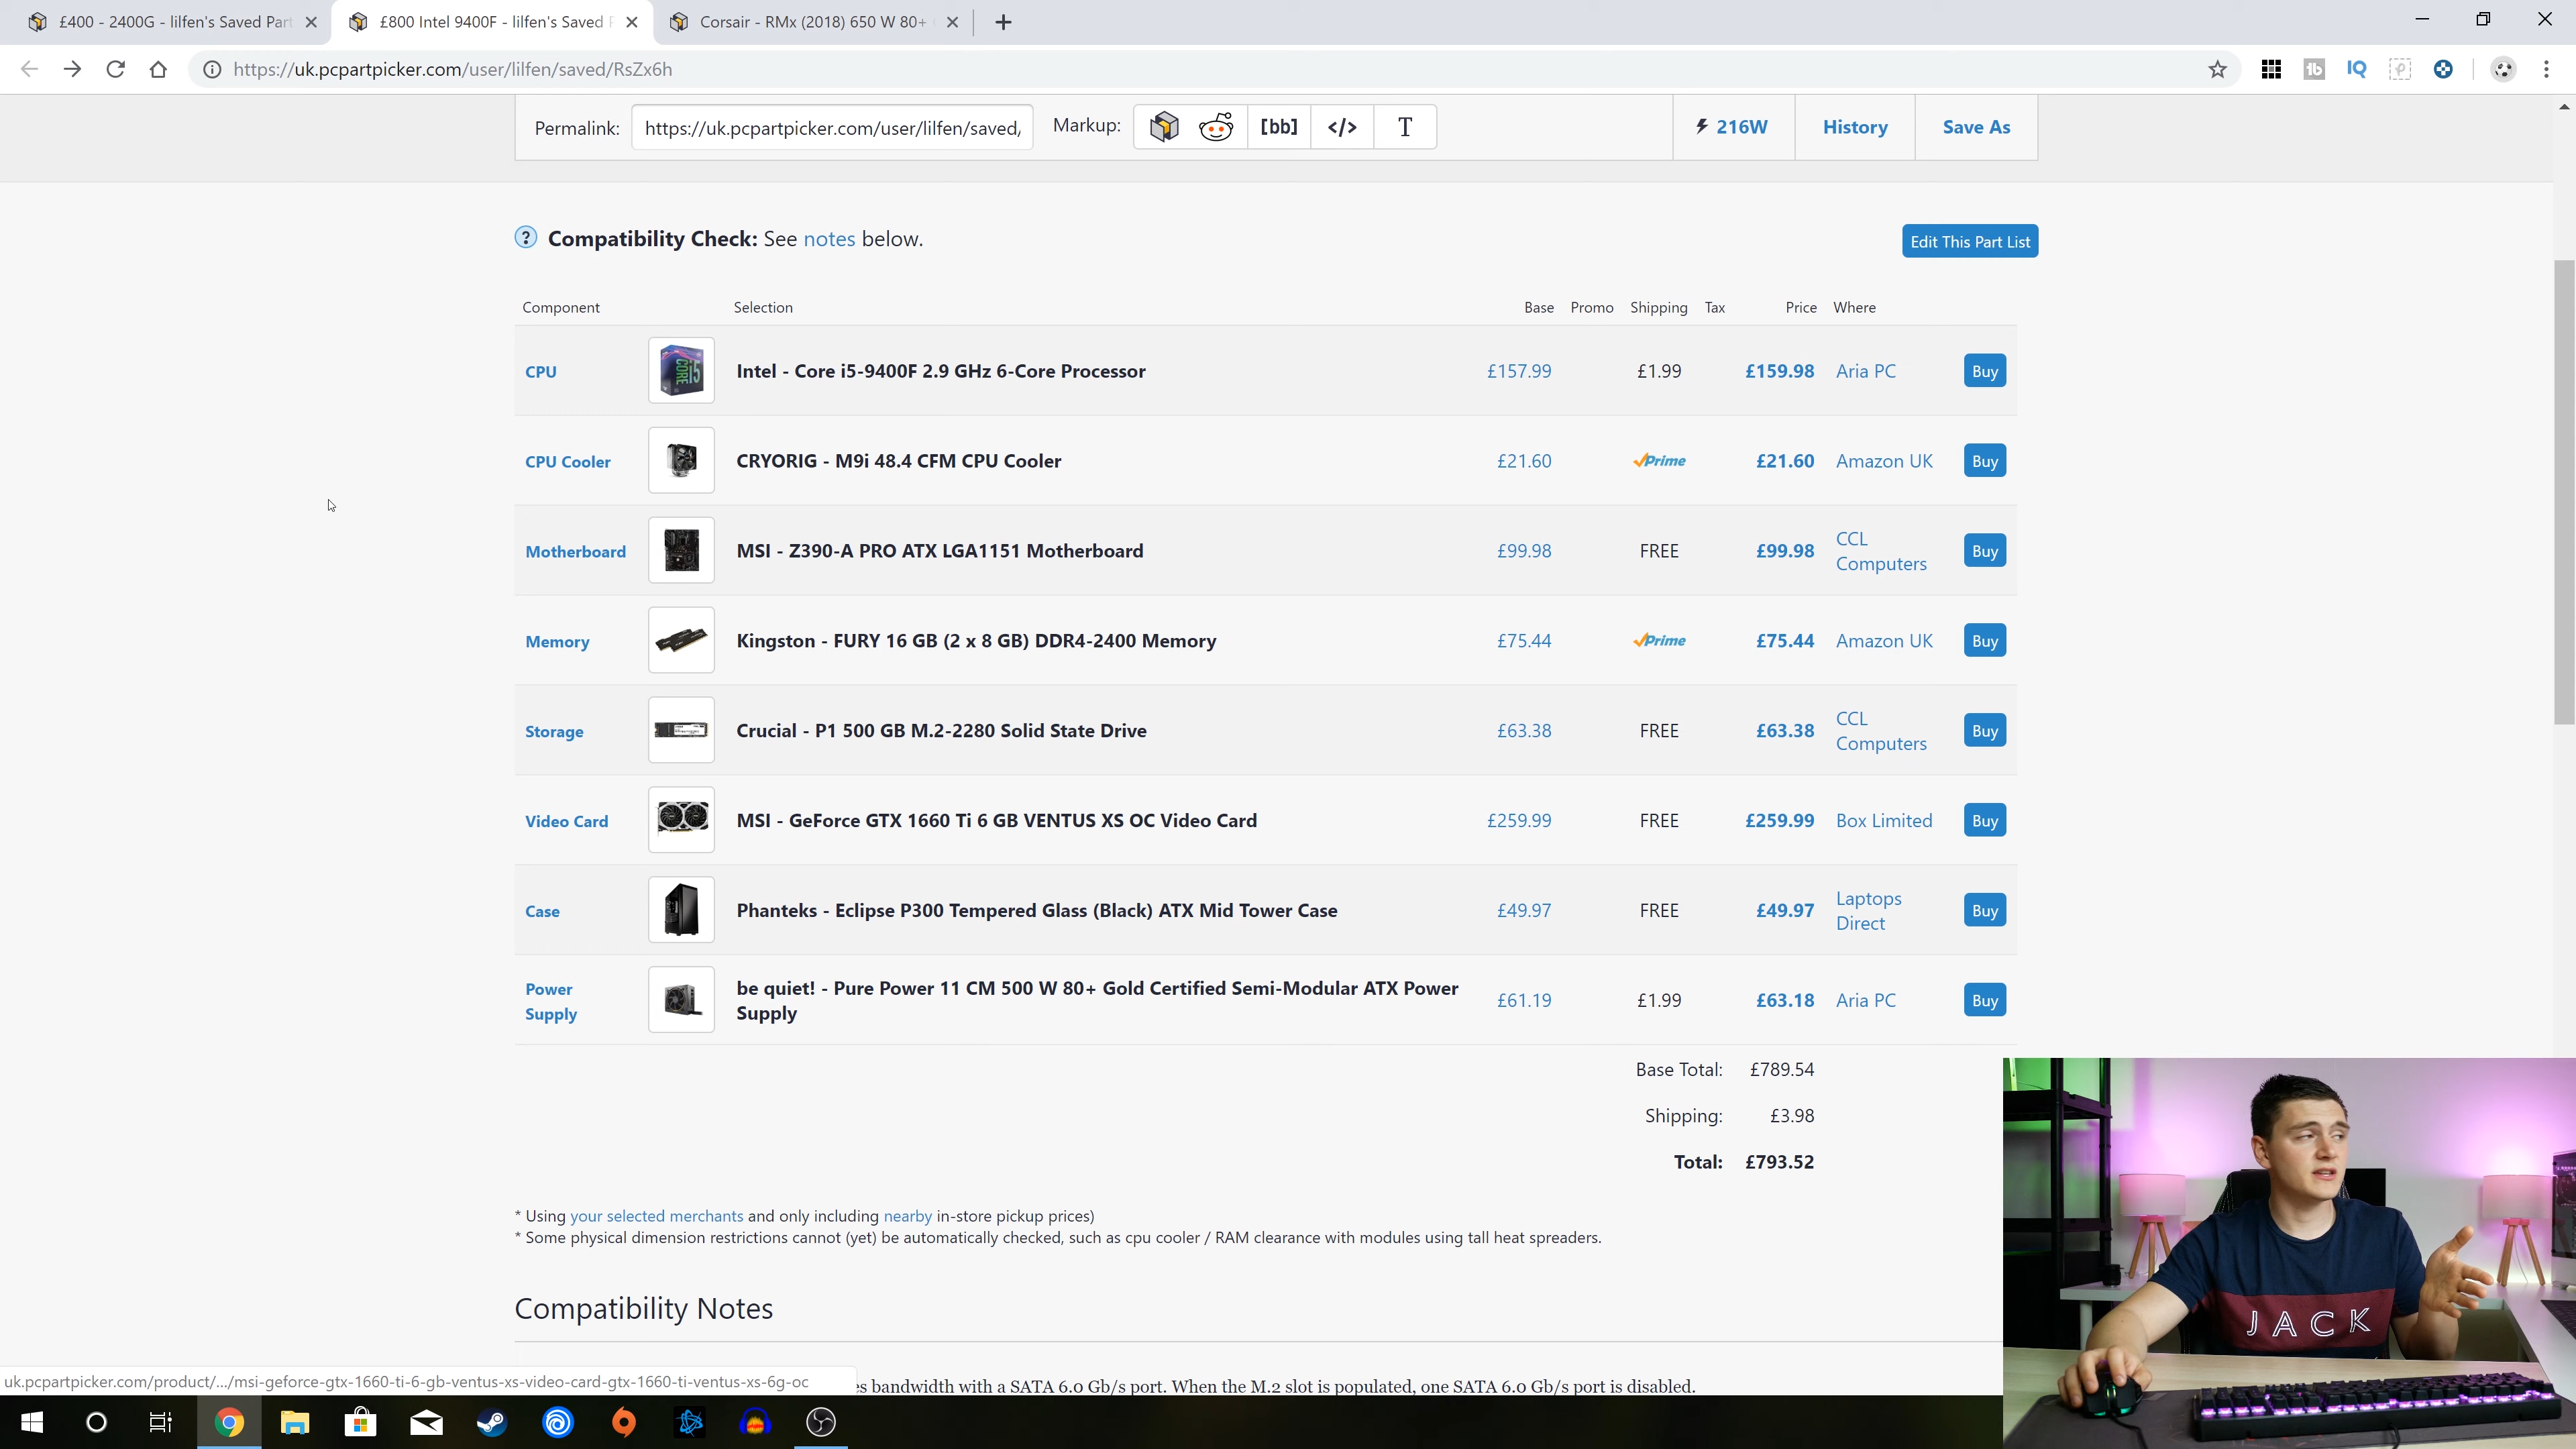 £400 - 2400G - lilfen's Saved Part
£800 Intel 9400F - lilfen's Saved
Corsair - RMx (2018) 650 W 80+
https://uk.pcpartpicker.com/user/lilfen/saved/RsZx6h
Permalink: https://uk.pcpartpicker.com/user/lilfen/saved/ Markup: [bb] </> T 216W History Save As
Compatibility Check: See notes below. Edit This Part List
Component Selection Base Promo Shipping Tax Price Where
CPU Intel - Core i5-9400F 2.9 GHz 6-Core Processor £157.99 £1.99 £159.98 Aria PC Buy
CPU Cooler CRYORIG - M9i 48.4 CFM CPU Cooler £21.60 Prime £21.60 Amazon UK Buy
Motherboard MSI - Z390-A PRO ATX LGA1151 Motherboard £99.98 FREE £99.98 CCL Computers Buy
Memory Kingston - FURY 16 GB (2 x 8 GB) DDR4-2400 Memory £75.44 Prime £75.44 Amazon UK Buy
Storage Crucial - P1 500 GB M.2-2280 Solid State Drive £63.38 FREE £63.38 CCL Computers Buy
Video Card MSI - GeForce GTX 1660 Ti 6 GB VENTUS XS OC Video Card £259.99 FREE £259.99 Box Limited Buy
Case Phanteks - Eclipse P300 Tempered Glass (Black) ATX Mid Tower Case £49.97 FREE £49.97 Laptops Direct Buy
Power Supply be quiet! - Pure Power 11 CM 500 W 80+ Gold Certified Semi-Modular ATX Power Supply £61.19 £1.99 £63.18 Aria PC Buy
Base Total: £789.54
Shipping: £3.98
Total: £793.52
* Using your selected merchants and only including nearby in-store pickup prices)
* Some physical dimension restrictions cannot (yet) be automatically checked, such as cpu cooler / RAM clearance with modules using tall heat spreaders.
Compatibility Notes
JACK
uk.pcpartpicker.com/product/.../msi-geforce-gtx-1660-ti-6-gb-ventus-xs-video-card-gtx-1660-ti-ventus-xs-6g-oc
bandwidth with a SATA 6.0 Gb/s port. When the M.2 slot is populated, one SATA 6.0 Gb/s port is disabled.